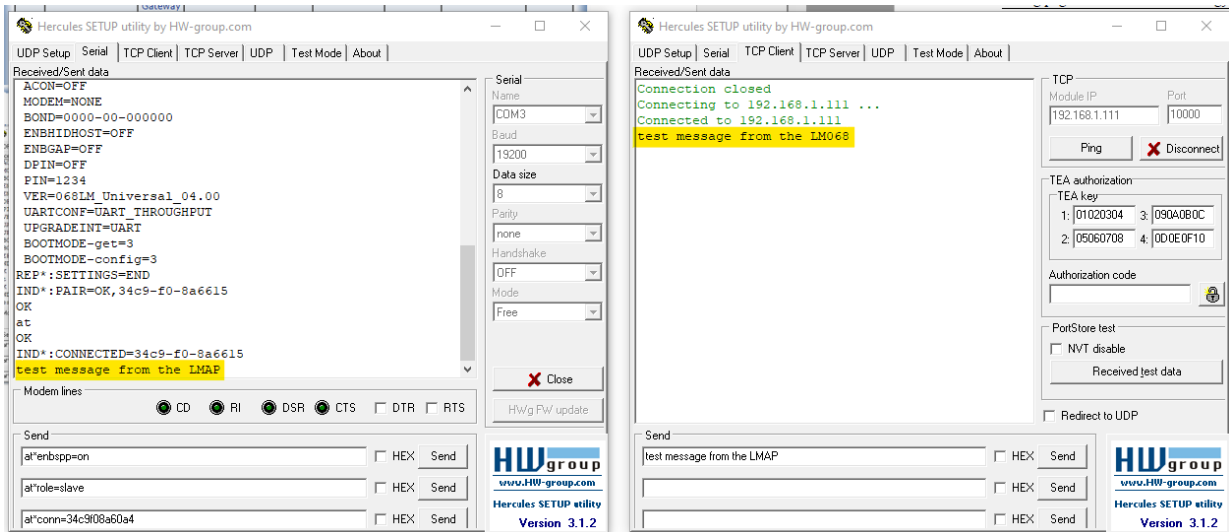 Gateway
Hercules SETUP utility by HW-group.com
UDP Setup Serial TCP Client TCP Server UDP Test Mode About
Received/Sent data
ACON=OFF
MODEM=NONE
BOND=0000-00-000000
ENBHIDHOST=OFF
ENBGAP=OFF
DPIN=OFF
PIN=1234
VER=068LM_Universal_04.00
UARTCONF=UART_THROUGHPUT
UPGRADEINT=UART
BOOTMODE-get=3
BOOTMODE-config=3
REP*:SETTINGS=END
IND*:PAIR=OK,34c9-f0-8a6615
OK
at
OK
IND*:CONNECTED=34c9-f0-8a6615
test message from the LMAP
Serial
Name
COM3
Baud
19200
Data size
8
Parity
none
Handshake
OFF
Mode
Free
Close
HWg FW update
Modem lines
CD RI DSR CTS DTR RTS
Send
at*enbspp=on HEX Send
at*role=slave HEX Send
at*conn=34c9f08a60a4 HEX Send
HWgroup
www.HW-group.com
Hercules SETUP utility
Version 3.1.2
Hercules SETUP utility by HW-group.com
UDP Setup Serial TCP Client TCP Server UDP Test Mode About
Received/Sent data
Connection closed
Connecting to 192.168.1.111 ...
Connected to 192.168.1.111
test message from the LM068
TCP
Module IP Port
192.168.1.111 10000
Ping Disconnect
TEA authorization
TEA key
1: 01020304 3: 090A0B0C
2: 05060708 4: 0D0E0F10
Authorization code
PortStore test
NVT disable
Received test data
Redirect to UDP
Send
test message from the LMAP HEX Send
HEX Send
HEX Send
HWgroup
www.HW-group.com
Hercules SETUP utility
Version 3.1.2